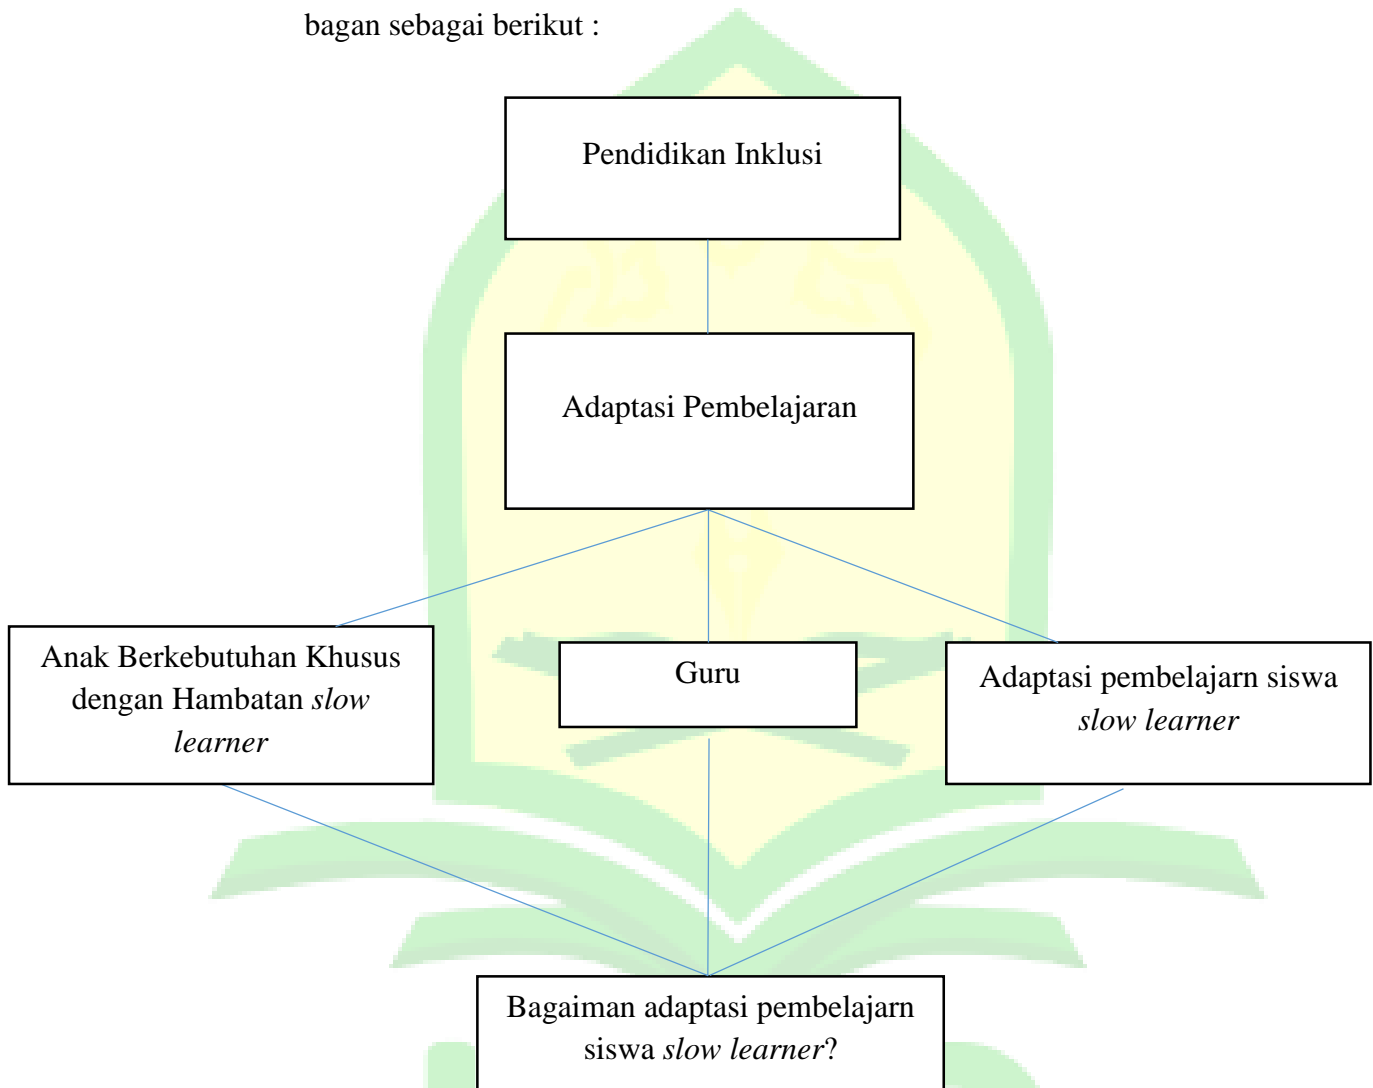 bagan sebagai berikut :
Pendidikan Inklusi
Adaptasi Pembelajaran
Anak Berkebutuhan Khusus
dengan Hambatan slow
learner
Guru
Adaptasi pembelajarn siswa
slow learner
Bagaiman adaptasi pembelajarn
siswa slow learner?